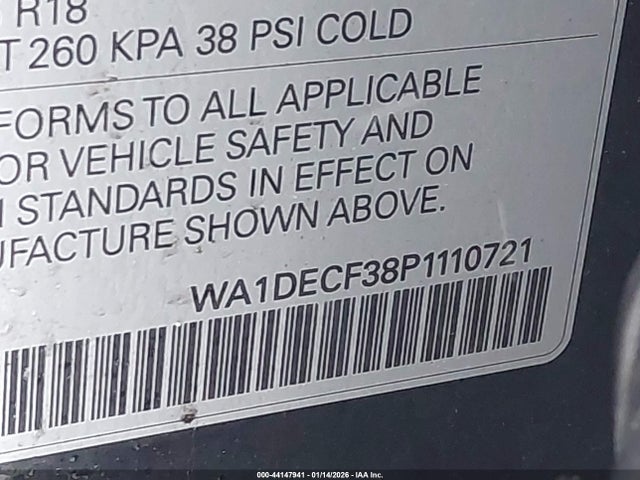 R18
T 260 KPA 38 PSI COLD
FORMS TO ALL APPLICABLE
OR VEHICLE SAFETY AND
STANDARDS IN EFFECT ON
UFACTURE SHOWN ABOVE.
WA1DECF38P1110721
000-44147941 - 01/14/2026 - IAA Inc.